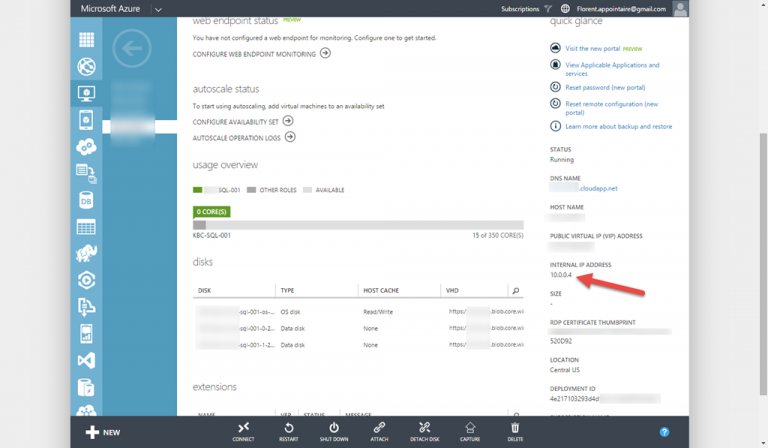 Microsoft Azure
Subscriptions
Florent.appointaire@gmail.com
web endpoint status PREVIEW
You have not configured a web endpoint for monitoring. Configure one to get started.
CONFIGURE WEB ENDPOINT MONITORING
autoscale status
To start using autoscaling, add virtual machines to an availability set
CONFIGURE AVAILABILITY SET
AUTOSCALE OPERATION LOGS
usage overview
SQL-001 OTHER ROLES AVAILABLE
0 CORE(S)
KBC-SQL-001 15 of 350 CORE(S)
disks
DISK TYPE HOST CACHE VHD
sql-001-os-... OS disk Read/Write https:/ .blob.core.wi
sql-001-0-2... Data disk None https:/ .blob.core.wi
sql-001-1-2... Data disk None https:/ .blob.core.wi
extensions
NAME VER STATUS MESSAGE
quick glance
Visit the new portal PREVIEW
View Applicable Applications and
services
Reset password (new portal)
Reset remote configuration (new
portal)
Learn more about backup and restore
STATUS
Running
DNS NAME
.cloudapp.net
HOST NAME
PUBLIC VIRTUAL IP (VIP) ADDRESS
INTERNAL IP ADDRESS
10.0.0.4
SIZE
-
RDP CERTIFICATE THUMBPRINT
520D92
LOCATION
Central US
DEPLOYMENT ID
4e217103293d4d
DB
NEW
CONNECT
RESTART
SHUT DOWN
ATTACH
DETACH DISK
CAPTURE
DELETE
?